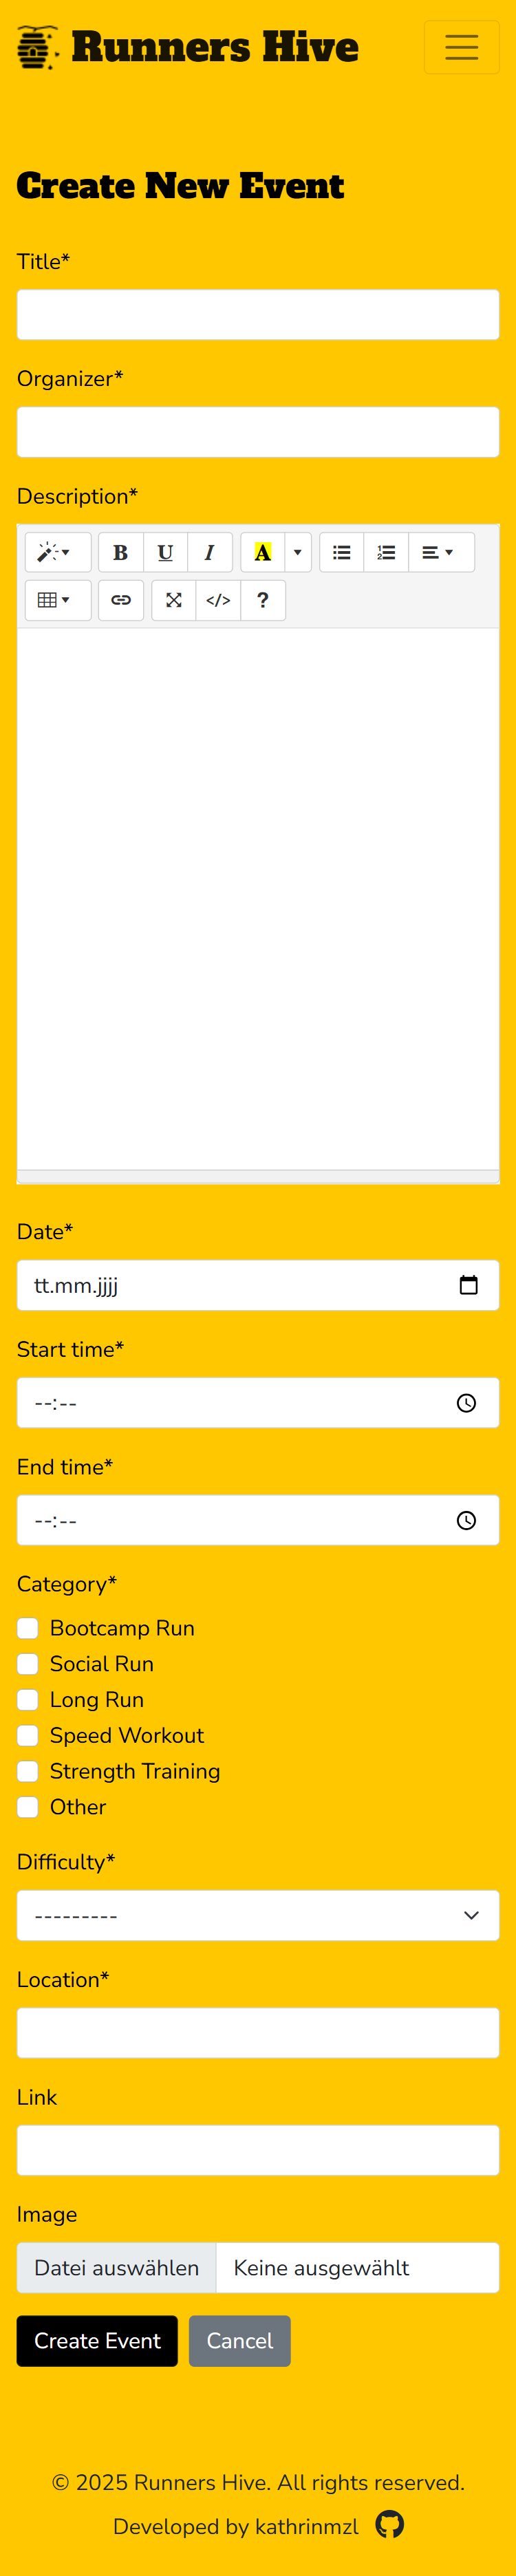 Runners Hive
Create New Event
Title*
Organizer*
Description*
B U I A
</> ?
Date*
tt.mm.jjjj
Start time*
--:--
End time*
--:--
Category*
Bootcamp Run
Social Run
Long Run
Speed Workout
Strength Training
Other
Difficulty*
---------
Location*
Link
Image
Datei auswählen Keine ausgewählt
Create Event Cancel
© 2025 Runners Hive. All rights reserved.
Developed by kathrinmzl